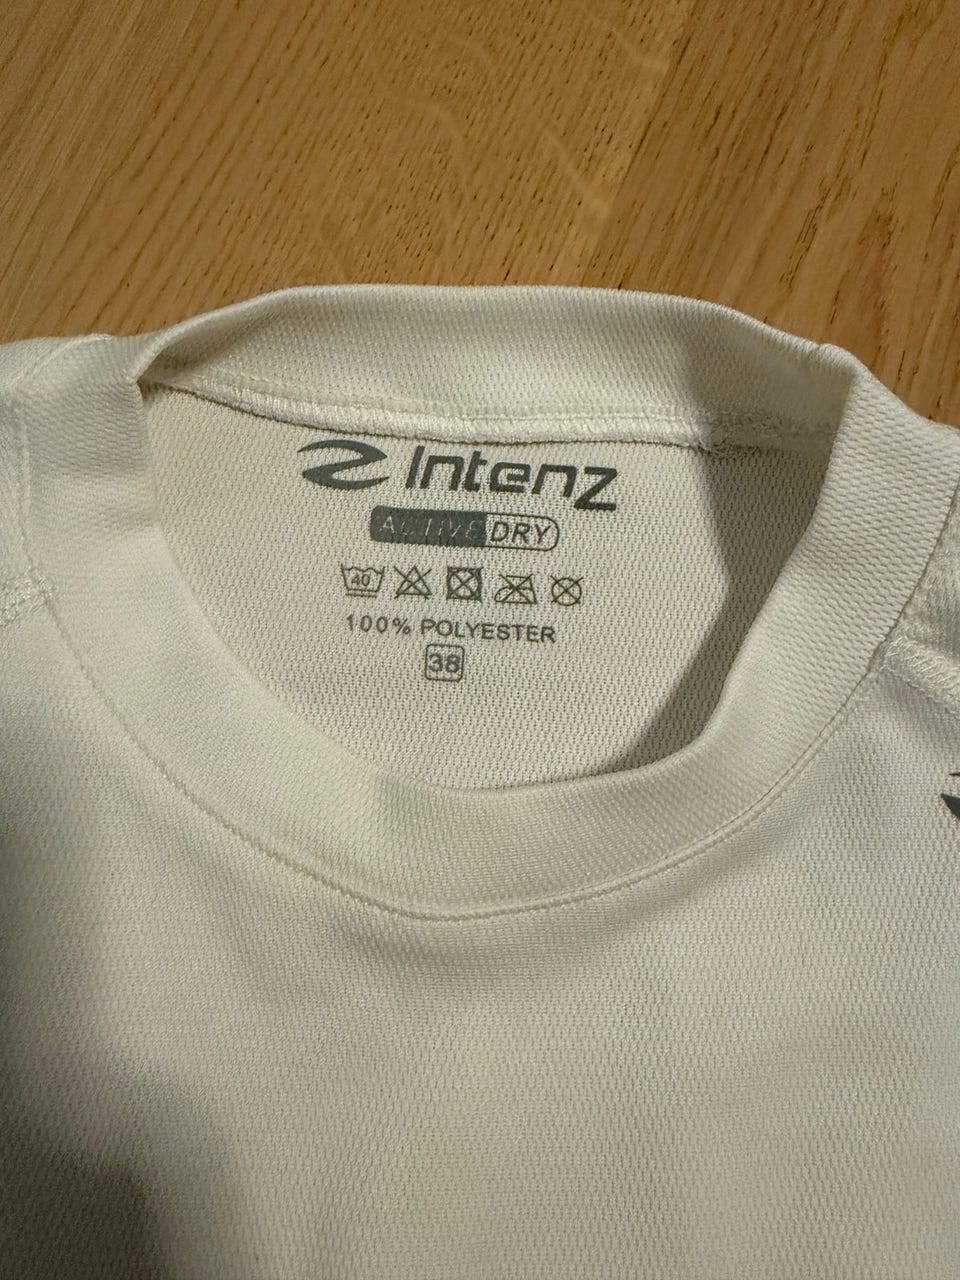 Intenz
ACTIVE DRY
40
100% POLYESTER
38